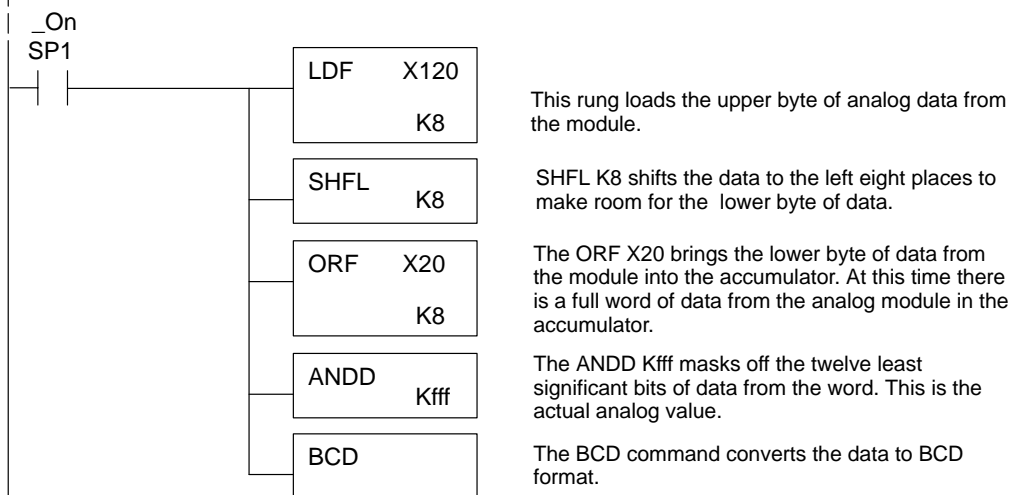 _On
SP1
LDF X120
K8
This rung loads the upper byte of analog data from
the module.
SHFL K8
SHFL K8 shifts the data to the left eight places to
make room for the lower byte of data.
ORF X20
K8
The ORF X20 brings the lower byte of data from
the module into the accumulator. At this time there
is a full word of data from the analog module in the
accumulator.
ANDD Kfff
The ANDD Kfff masks off the twelve least
significant bits of data from the word. This is the
actual analog value.
BCD
The BCD command converts the data to BCD
format.